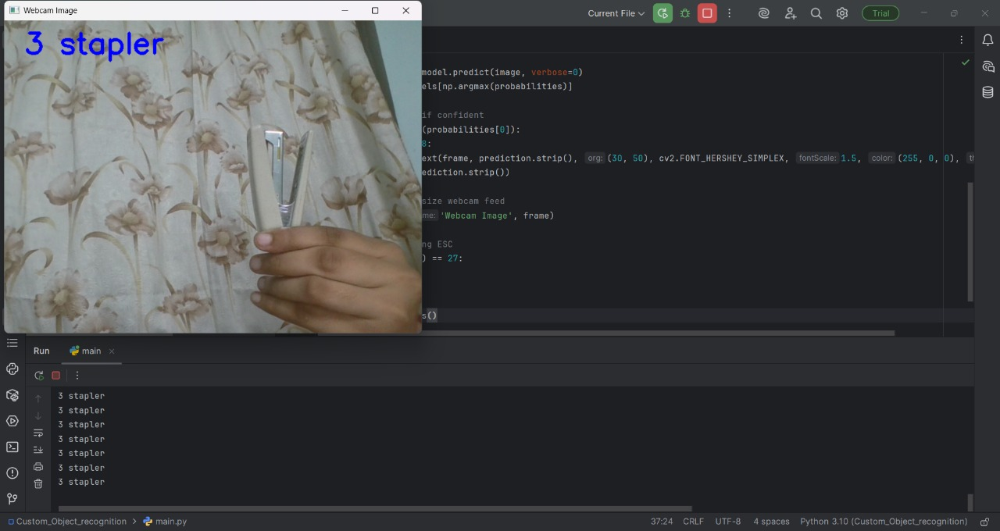 Webcam Image
3 stapler
Current File
Trial
model.predict(image, verbose=0)
els[np.argmax(probabilities)]
if confident
(probabilities[0]):
8:
ext(frame, prediction.strip(), org: (30, 50), cv2.FONT_HERSHEY_SIMPLEX, fontScale: 1.5, color: (255, 0, 0), th
ediction.strip())
size webcam feed
me: 'Webcam Image', frame)
ng ESC
) == 27:
s()
Run main
3 stapler
3 stapler
3 stapler
3 stapler
3 stapler
3 stapler
3 stapler
Custom_Object_recognition > main.py 37:24 CRLF UTF-8 4 spaces Python 3.10 (Custom_Object_recognition)